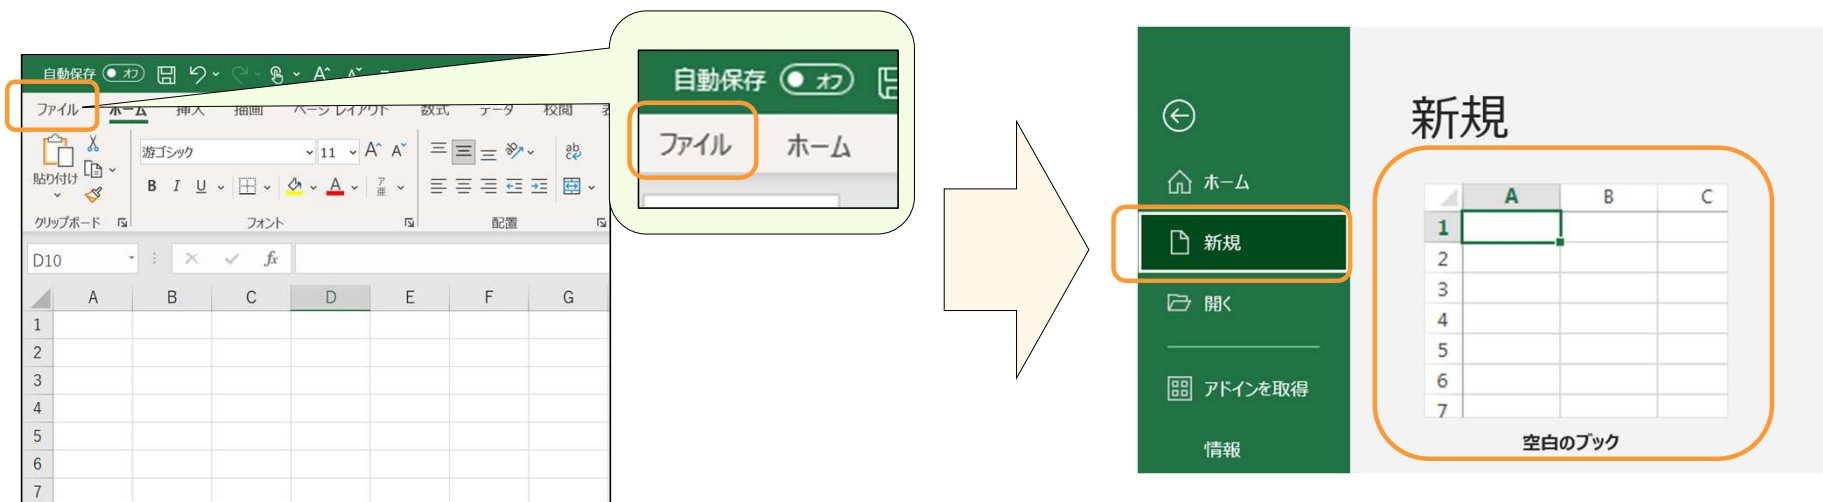 自動保存 オフ
ファイル ホーム 挿入 描画 ページ レイアウト 数式 データ 校閲
貼り付け
游ゴシック 11 A^ Aˇ
B I U A ア亜
ab
クリップボード フォント 配置
D10 fx
A B C D E F G
1
2
3
4
5
6
7
自動保存 オフ
ファイル ホーム
新規
ホーム
新規
開く
アドインを取得
情報
A B C
1
2
3
4
5
6
7
空白のブック